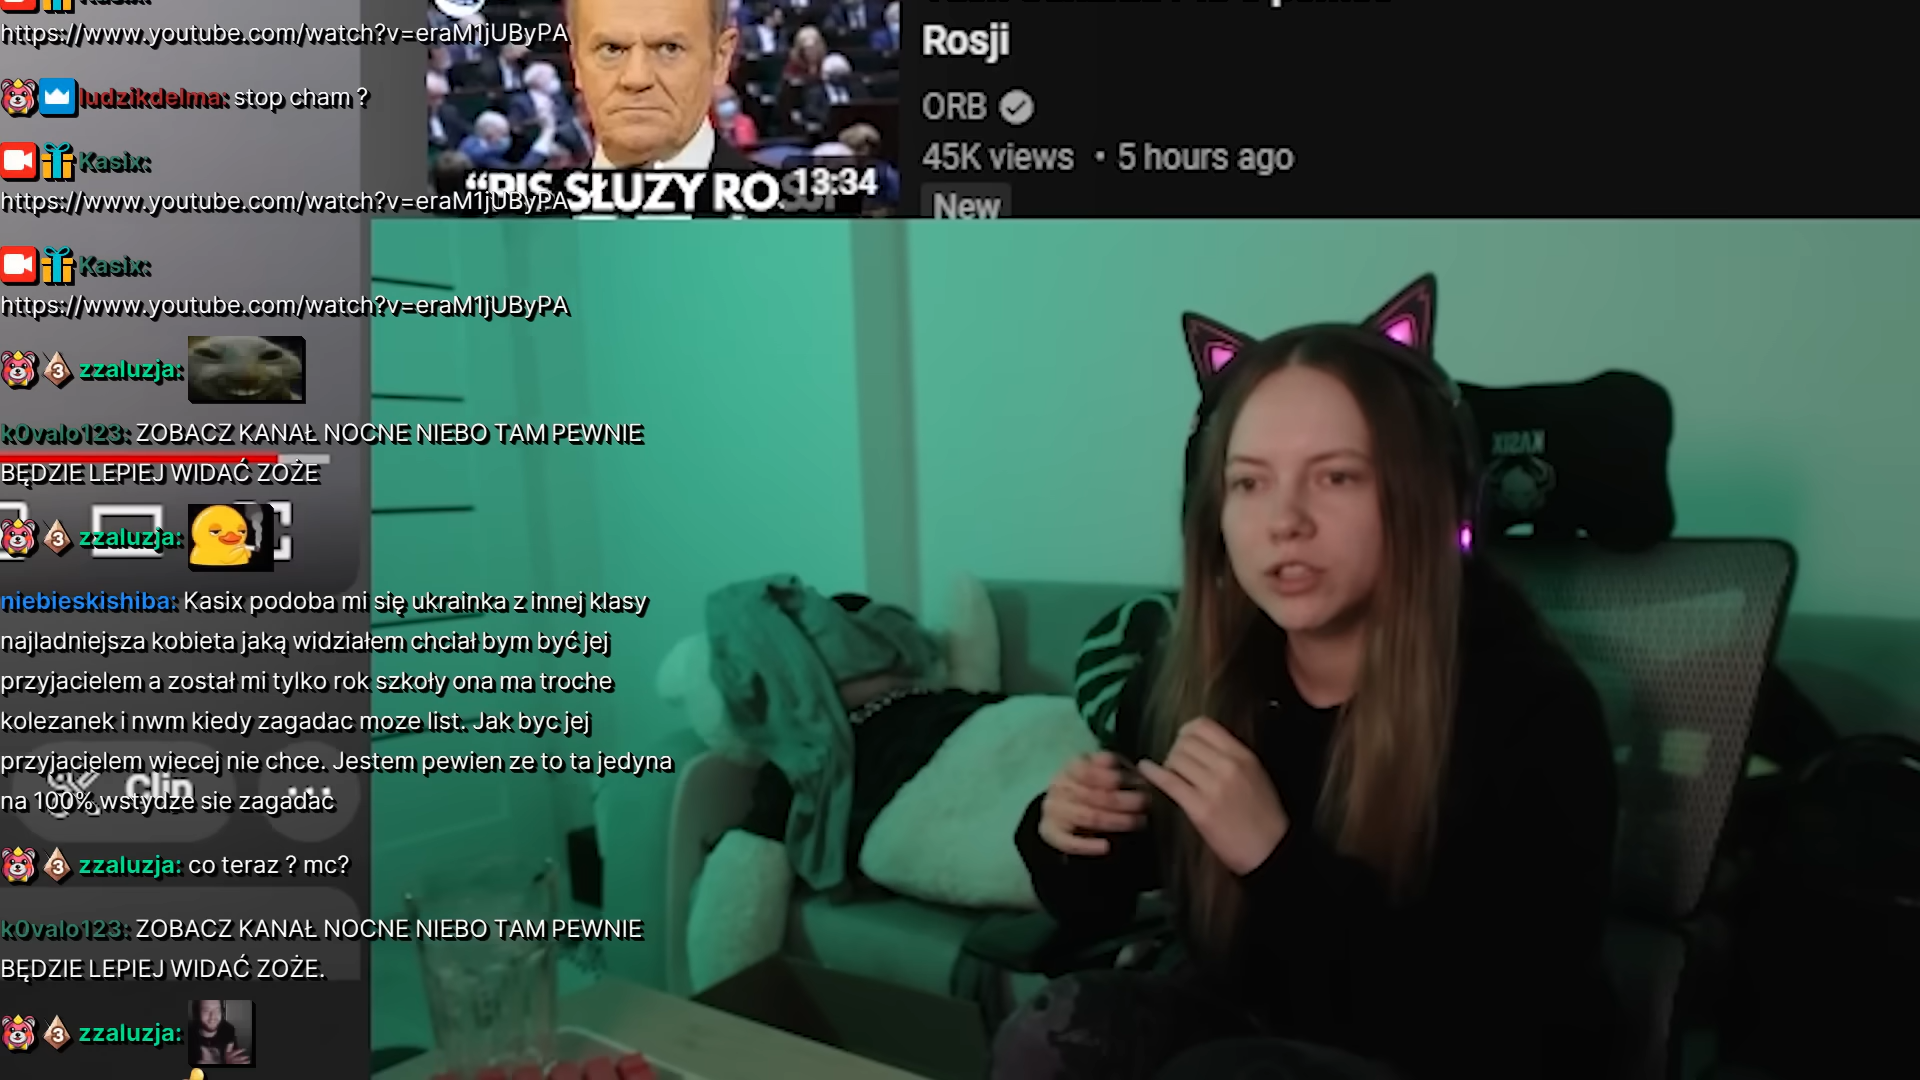 https://www.youtube.com/watch?v=eraM1jUByPA
ludzikdelma: stop cham ?
Kasix:
https://www.youtube.com/watch?v=eraM1jUByPA
Kasix:
https://www.youtube.com/watch?v=eraM1jUByPA
zzaluzja:
k0valo123: ZOBACZ KANAŁ NOCNE NIEBO TAM PEWNIE
BĘDZIE LEPIEJ WIDAĆ ZOŻE
zzaluzja:
niebieskishiba: Kasix podoba mi się ukrainka z innej klasy
najladniejsza kobieta jaką widziałem chciał bym być jej
przyjacielem a został mi tylko rok szkoły ona ma troche
kolezanek i nwm kiedy zagadac moze list. Jak byc jej
przyjacielem wiecej nie chce. Jestem pewien ze to ta jedyna
na 100% wstydze sie zagadac
Clip
zzaluzja: co teraz ? mc?
k0valo123: ZOBACZ KANAŁ NOCNE NIEBO TAM PEWNIE
BĘDZIE LEPIEJ WIDAĆ ZOŻE.
zzaluzja:
Rosji
ORB
45K views • 5 hours ago
New
“PIS SŁUZY
13:34
KASIX